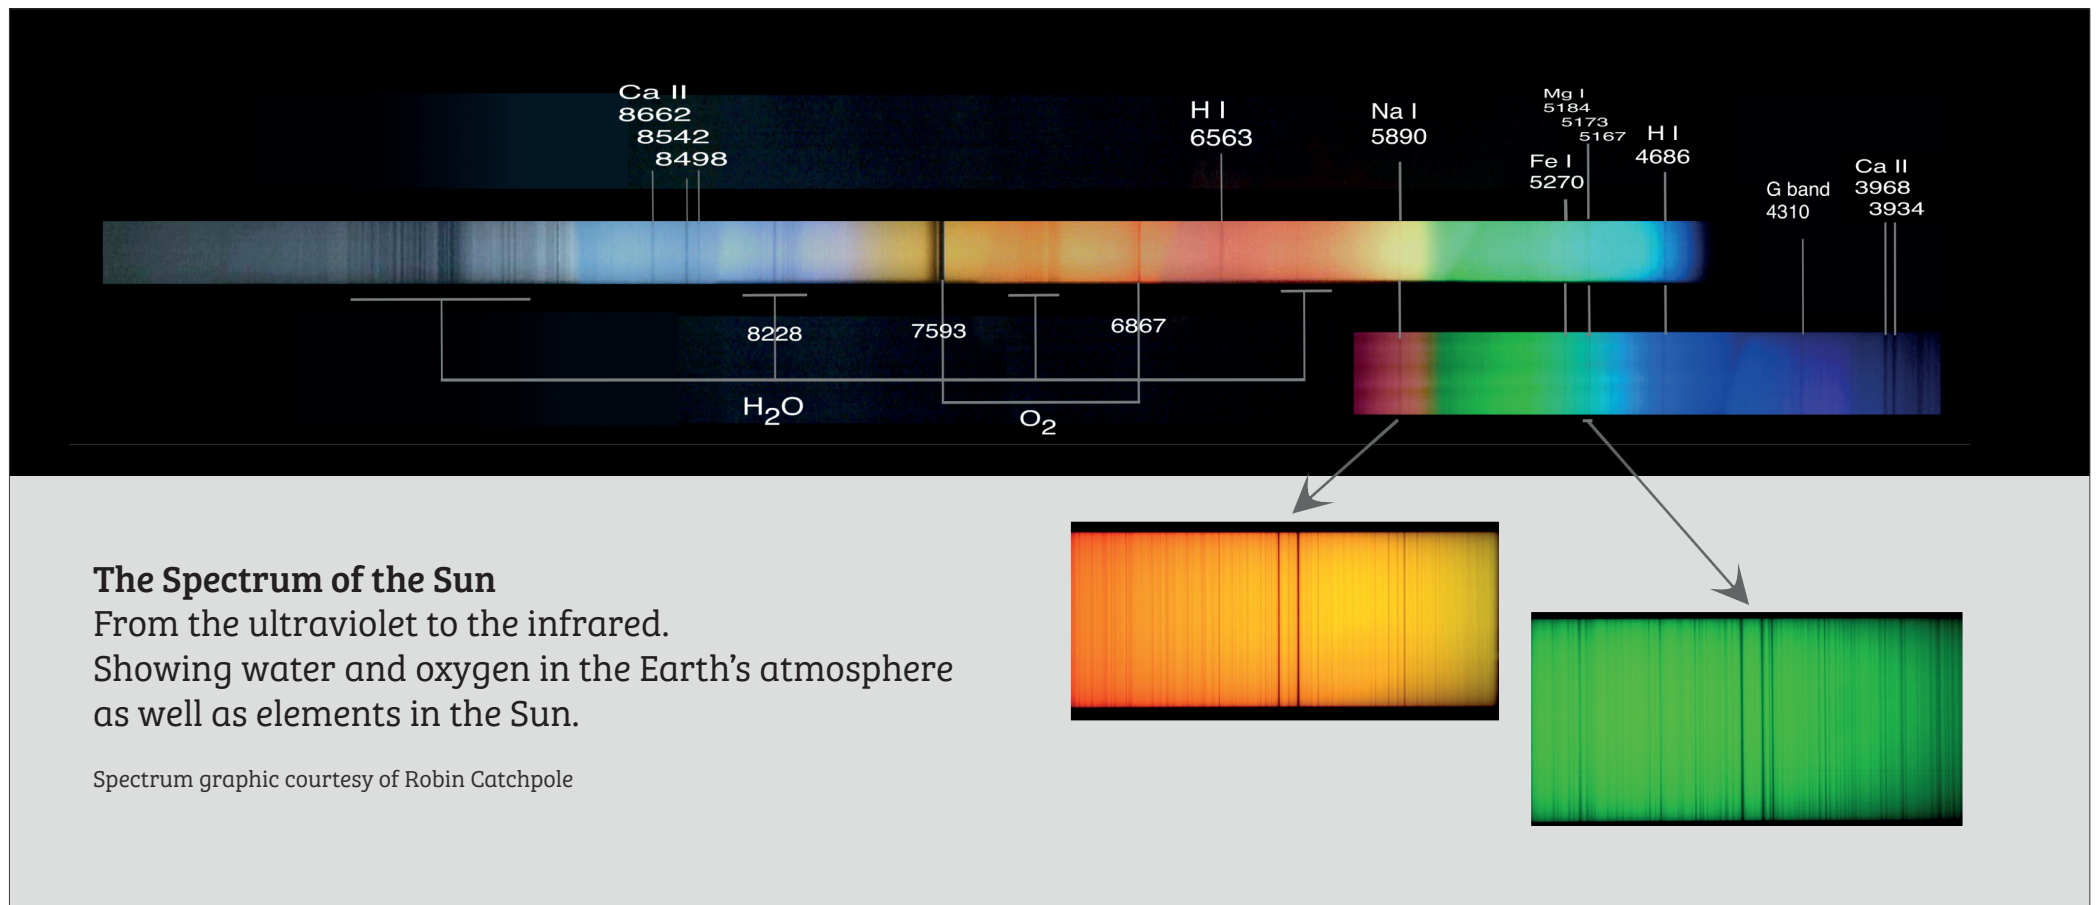 Ca II
8662
8542
8498
H I
6563
Na I
5890
Mg I
5184
5173
5167
Fe I
5270
H I
4686
G band
4310
Ca II
3968
3934
8228
7593
6867
H2O
O2
The Spectrum of the Sun
From the ultraviolet to the infrared.
Showing water and oxygen in the Earth’s atmosphere
as well as elements in the Sun.
Spectrum graphic courtesy of Robin Catchpole